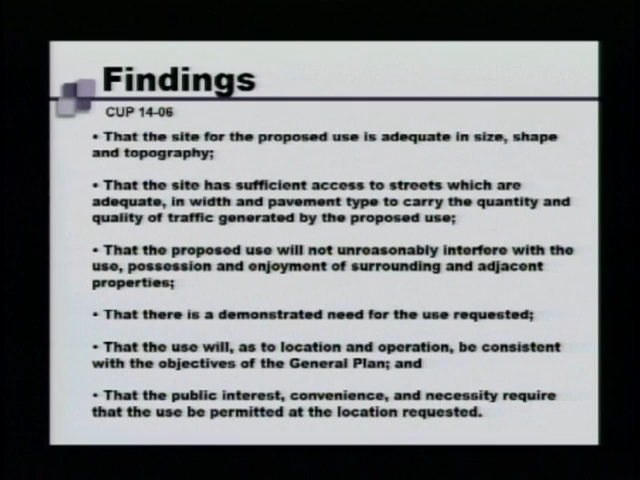 Findings
CUP 14-06
• That the site for the proposed use is adequate in size, shape
and topography;
• That the site has sufficient access to streets which are
adequate, in width and pavement type to carry the quantity and
quality of traffic generated by the proposed use;
• That the proposed use will not unreasonably interfere with the
use, possession and enjoyment of surrounding and adjacent
properties;
• That there is a demonstrated need for the use requested;
• That the use will, as to location and operation, be consistent
with the objectives of the General Plan; and
• That the public interest, convenience, and necessity require
that the use be permitted at the location requested.